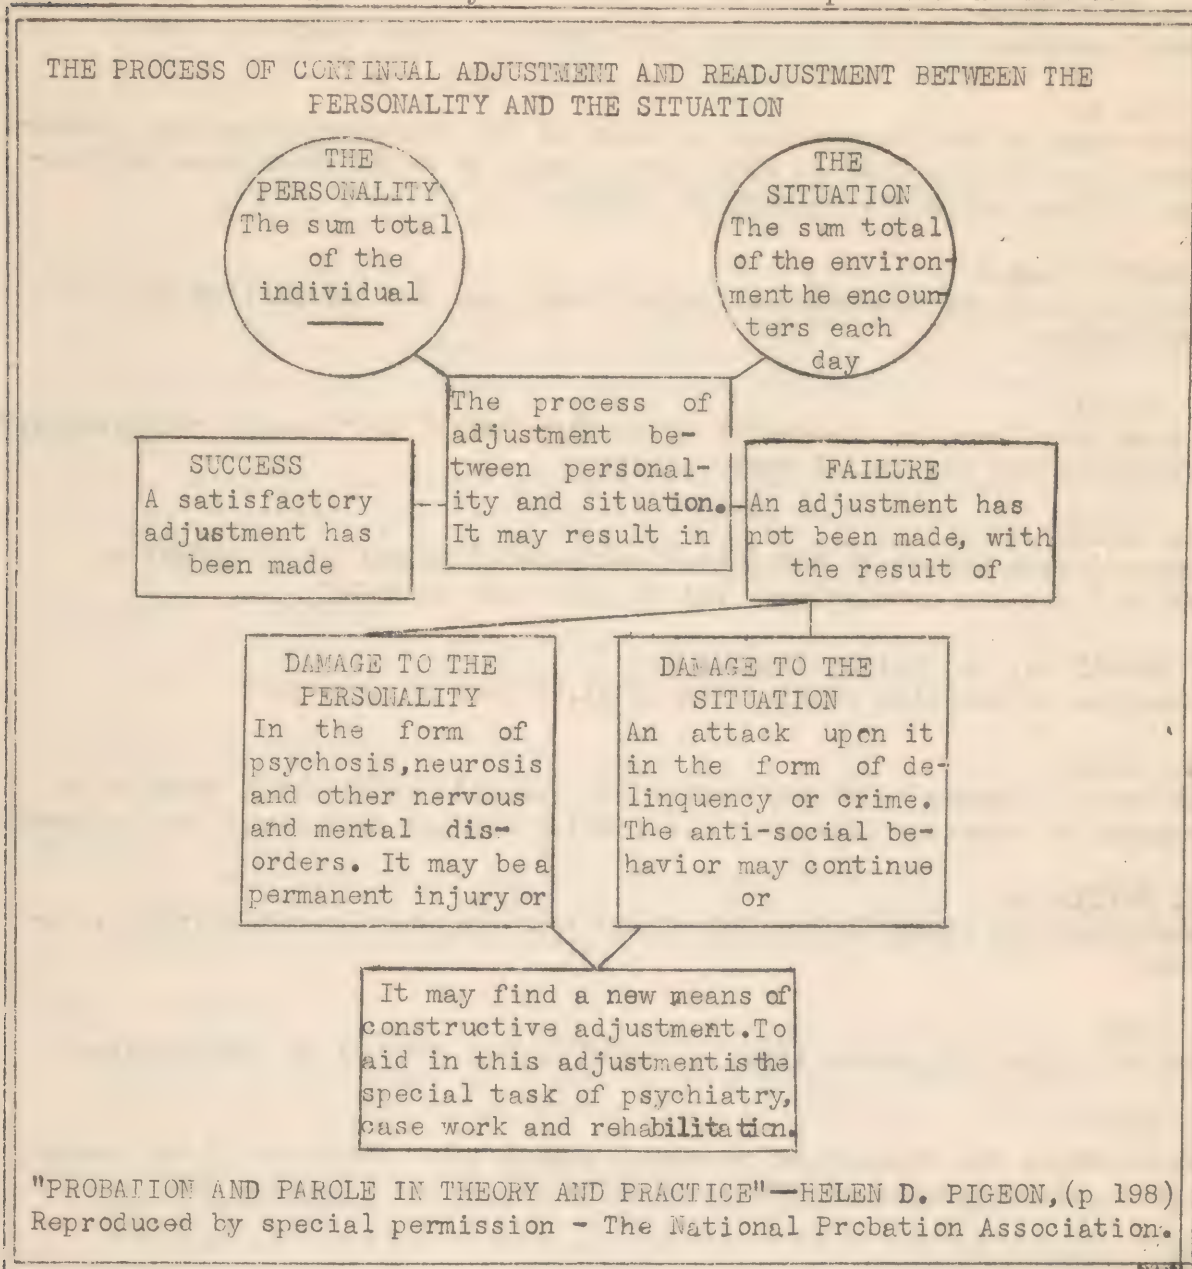 THE PROCESS OF CONTINUAL ADJUSTMENT AND READJUSTMENT BETWEEN THE
PERSONALITY AND THE SITUATION
THE
PERSONALITY
The sum total
of the
individual
THE
SITUATION
The sum total
of the environ-
ment he encoun-
ters each
day
The process of
adjustment be-
tween personal-
ity and situation.
It may result in
SUCCESS
A satisfactory
adjustment has
been made
FAILURE
An adjustment has
not been made, with
the result of
DAMAGE TO THE
PERSONALITY
In the form of
psychosis, neurosis
and other nervous
and mental dis-
orders. It may be a
permanent injury or
DAMAGE TO THE
SITUATION
An attack upon it
in the form of de-
linquency or crime.
The anti-social be-
havior may continue
or
It may find a new means of
constructive adjustment. To
aid in this adjustment is the
special task of psychiatry,
case work and rehabilitation.
"PROBATION AND PAROLE IN THEORY AND PRACTICE"—HELEN D. PIGEON, (p 198)
Reproduced by special permission - The National Probation Association.